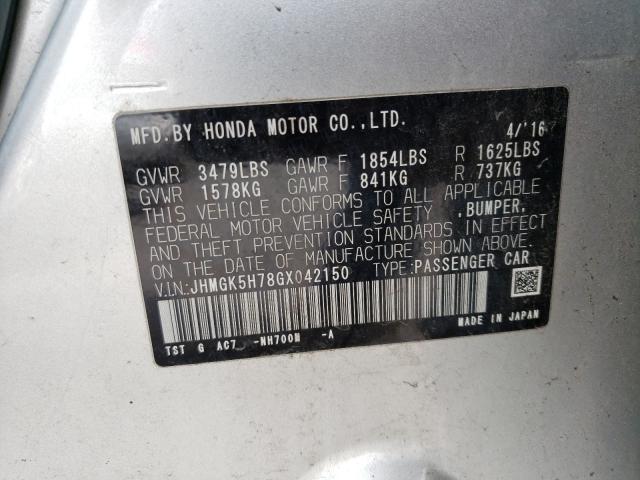 MFD.BY HONDA MOTOR CO.,LTD. 4/'16
GVWR 3479LBS GAWR F 1854LBS R 1625LBS
GVWR 1578KG GAWR F 841KG R 737KG
THIS VEHICLE CONFORMS TO ALL APPLICABLE
FEDERAL MOTOR VEHICLE SAFETY ,BUMPER,
AND THEFT PREVENTION STANDARDS IN EFFECT
ON THE DATE OF MANUFACTURE SHOWN ABOVE.
V.I.N.: JHMGK5H78GX042150 TYPE:PASSENGER CAR
TST G AC7 -NH700M -A MADE IN JAPAN